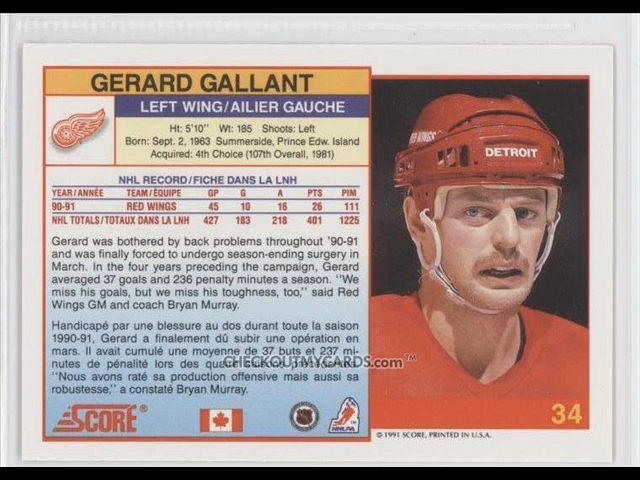 GERARD GALLANT
LEFT WING/AILIER GAUCHE
Ht: 5'10" Wt: 185 Shoots: Left
Born: Sept. 2, 1963 Summerside, Prince Edw. Island
Acquired: 4th Choice (107th Overall, 1981)
NHL RECORD/FICHE DANS LA LNH
YEAR/ANNÉE TEAM/ÉQUIPE GP G A PTS PIM
90-91 RED WINGS 45 10 16 26 111
NHL TOTALS/TOTAUX DANS LA LNH 427 183 218 401 1225
Gerard was bothered by back problems throughout '90-91
and was finally forced to undergo season-ending surgery in
March. In the four years preceding the campaign, Gerard
averaged 37 goals and 236 penalty minutes a season. "We
miss his goals, but we miss his toughness, too," said Red
Wings GM and coach Bryan Murray.
Handicapé par une blessure au dos durant toute la saison
1990-91, Gerard a finalement dû subir une opération en
mars. Il avait cumulé une moyenne de 37 buts et 237 mi-
nutes de pénalité lors des quatre saisons
CHECKOUTMYCARDS.com™
"Nous avons raté sa production offensive mais aussi sa
robustesse," a constaté Bryan Murray.
SCORE®
NHL
NHLPA
RED WINGS
DETROIT
34
© 1991 SCORE, PRINTED IN U.S.A.